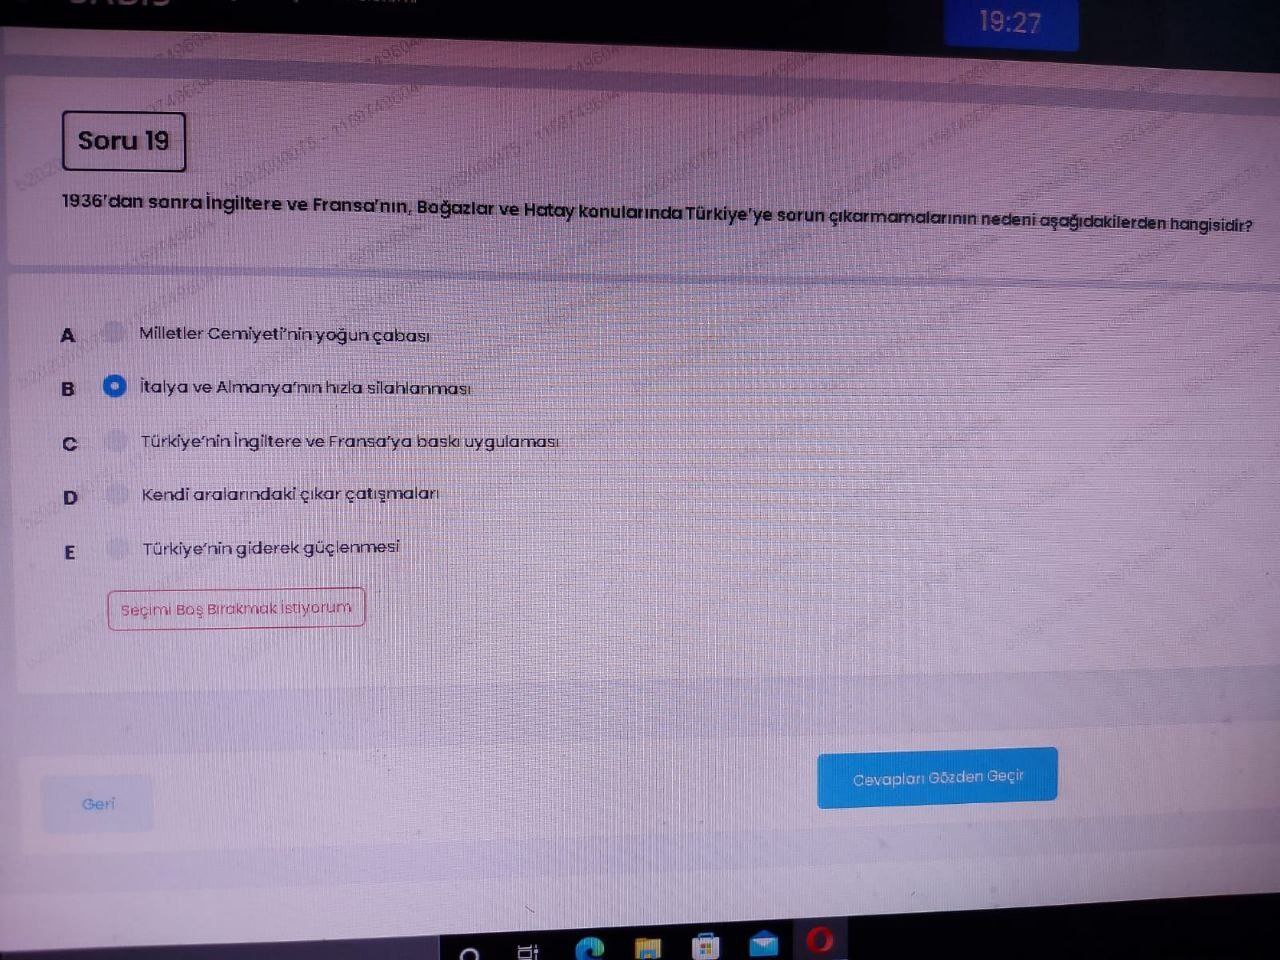 19:27
Soru 19
1936'dan sonra İngiltere ve Fransa'nın, Boğazlar ve Hatay konularında Türkiye'ye sorun çıkarmamalarının nedeni aşağıdakilerden hangisidir?
A Milletler Cemiyeti'nin yoğun çabası
B İtalya ve Almanya'nın hızla silahlanması
C Türkiye'nin İngiltere ve Fransa'ya baskı uygulaması
D Kendi aralarındaki çıkar çatışmaları
E Türkiye'nin giderek güçlenmesi
Seçimi Boş Bırakmak İstiyorum
Geri
Cevapları Gözden Geçir